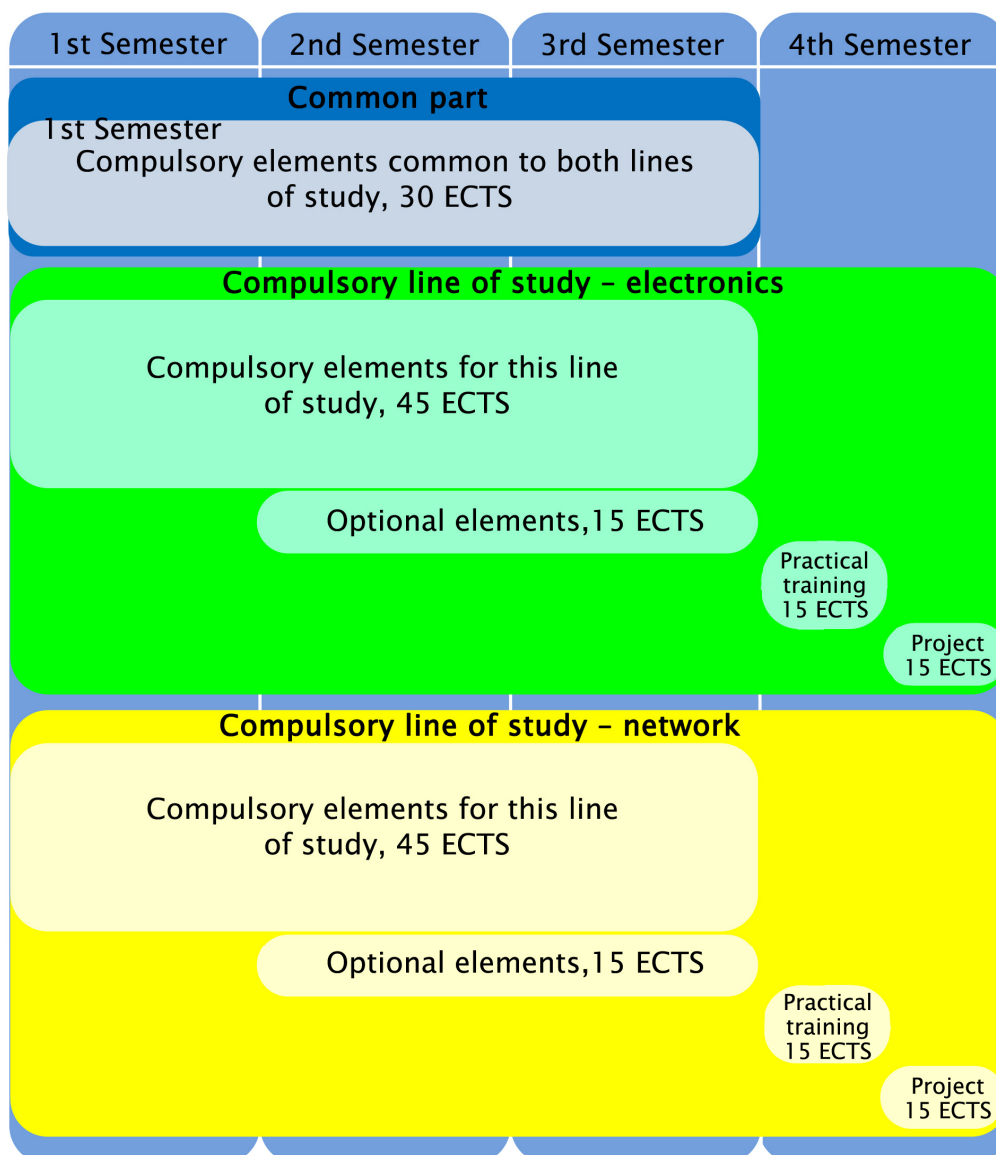 1st Semester
2nd Semester
3rd Semester
4th Semester
Common part
1st Semester
Compulsory elements common to both lines
of study, 30 ECTS
Compulsory line of study – electronics
Compulsory elements for this line
of study, 45 ECTS
Optional elements,15 ECTS
Practical
training
15 ECTS
Project
15 ECTS
Compulsory line of study – network
Compulsory elements for this line
of study, 45 ECTS
Optional elements,15 ECTS
Practical
training
15 ECTS
Project
15 ECTS